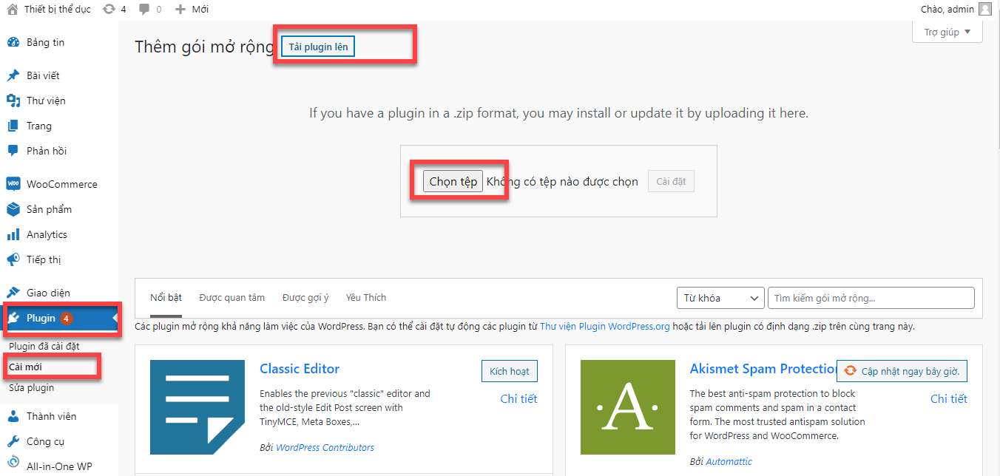 Thiết bị thể dục 4 0 Mới Chào, admin
Trợ giúp
Bảng tin
Bài viết
Thư viện
Trang
Phản hồi
WooCommerce
Sản phẩm
Analytics
Tiếp thị
Giao diện
Plugin 4
Plugin đã cài đặt
Cài mới
Sửa plugin
Thành viên
Công cụ
All-in-One WP
Thêm gói mở rộng Tải plugin lên
If you have a plugin in a .zip format, you may install or update it by uploading it here.
Chọn tệp Không có tệp nào được chọn Cài đặt
Nổi bật Được quan tâm Được gợi ý Yêu Thích Từ khóa Tìm kiếm gói mở rộng...
Các plugin mở rộng khả năng làm việc của WordPress. Bạn có thể cài đặt tự động các plugin từ Thư viện Plugin WordPress.org hoặc tải lên plugin có định dạng .zip trên cùng trang này.
Classic Editor Kích hoạt
Chi tiết
Enables the previous "classic" editor and
the old-style Edit Post screen with
TinyMCE, Meta Boxes,...
Bởi WordPress Contributors
A
Akismet Spam Protection Cập nhật ngay bây giờ.
Chi tiết
The best anti-spam protection to block
spam comments and spam in a contact
form. The most trusted antispam solution
for WordPress and WooCommerce.
Bởi Automattic